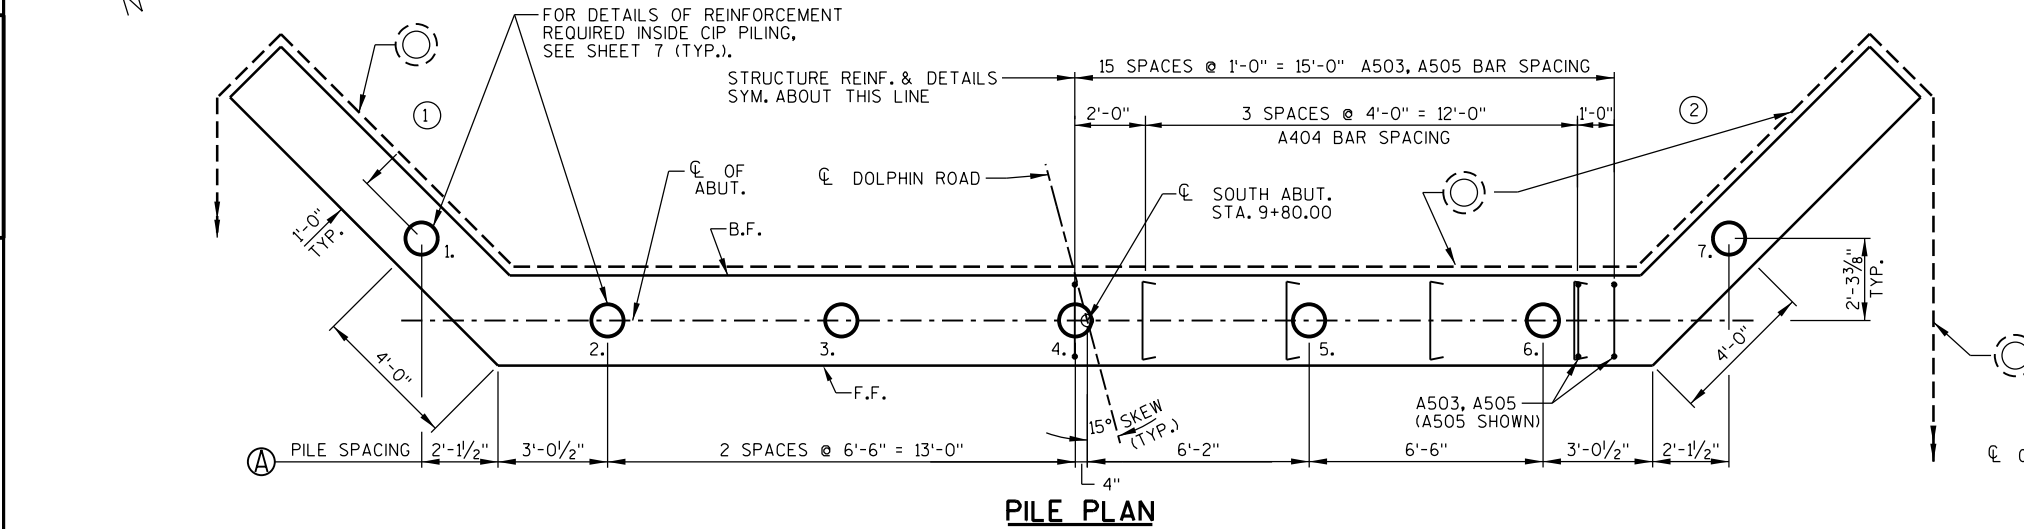 FOR DETAILS OF REINFORCEMENT
REQUIRED INSIDE CIP PILING,
SEE SHEET 7 (TYP.).
STRUCTURE REINF. & DETAILS
SYM. ABOUT THIS LINE
15 SPACES @ 1'-0" = 15'-0" A503, A505 BAR SPACING
2'-0"
3 SPACES @ 4'-0" = 12'-0"
1'-0"
A404 BAR SPACING
1
2
℄ OF
ABUT.
℄ DOLPHIN ROAD
℄ SOUTH ABUT.
STA. 9+80.00
B.F.
1'-0"
TYP.
1.
7.
2'-3⅜"
TYP.
2.
3.
4.
5.
6.
4'-0"
4'-0"
F.F.
A503, A505
(A505 SHOWN)
15° SKEW
(TYP.)
A
PILE SPACING
2'-1½"
3'-0½"
2 SPACES @ 6'-6" = 13'-0"
6'-2"
6'-6"
3'-0½"
2'-1½"
4"
℄
PILE PLAN